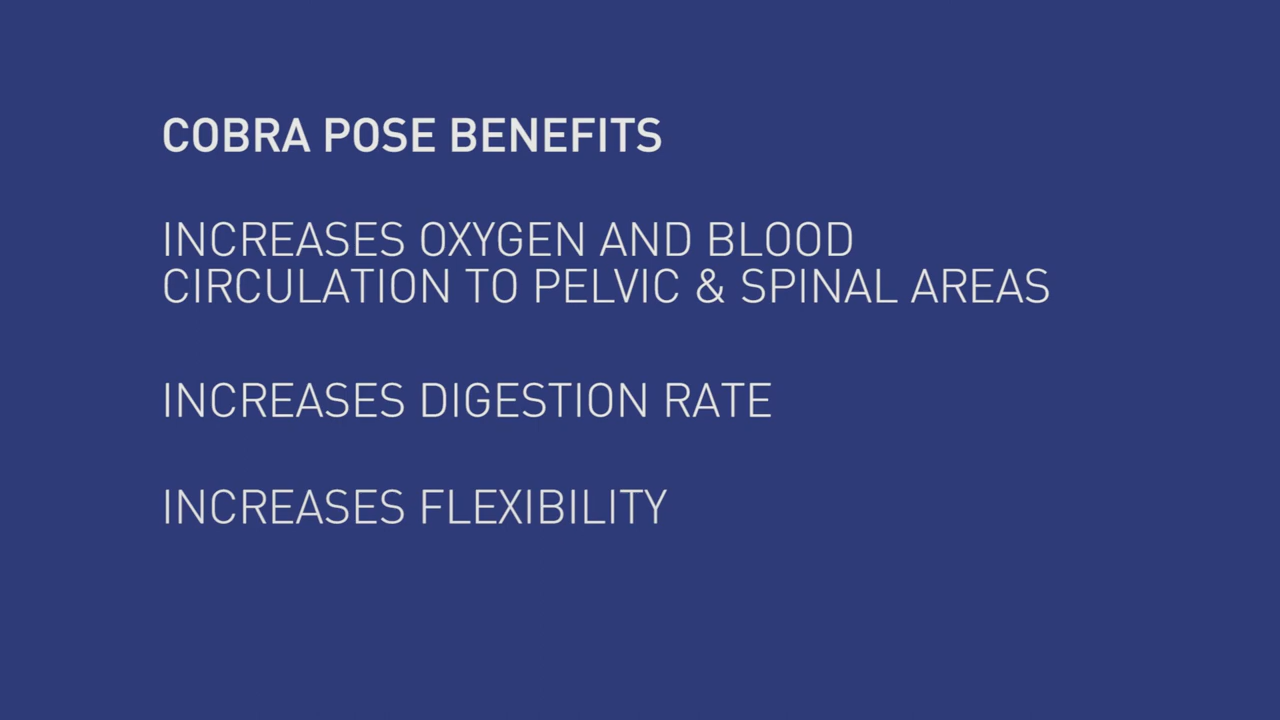 COBRA POSE BENEFITS
INCREASES OXYGEN AND BLOOD
CIRCULATION TO PELVIC & SPINAL AREAS
INCREASES DIGESTION RATE
INCREASES FLEXIBILITY